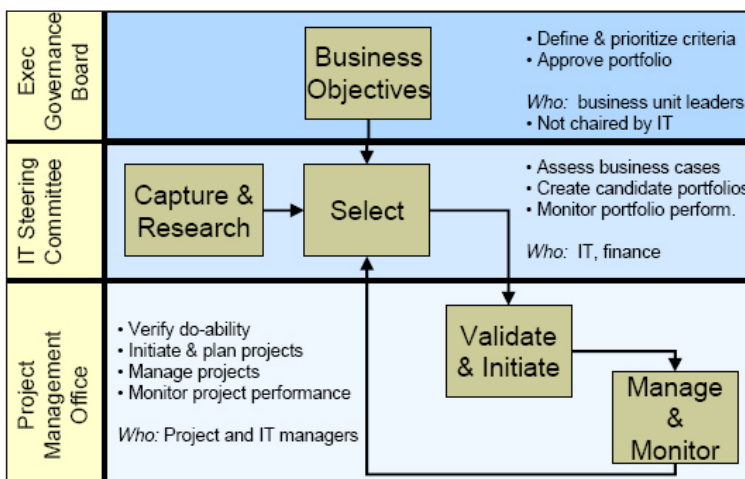 Exec
Governance
Board
Business
Objectives
• Define & prioritize criteria
• Approve portfolio
Who: business unit leaders
• Not chaired by IT
IT Steering
Committee
Capture &
Research
Select
• Assess business cases
• Create candidate portfolios
• Monitor portfolio perform.
Who: IT, finance
Project
Management
Office
• Verify do-ability
• Initiate & plan projects
• Manage projects
• Monitor project performance
Who: Project and IT managers
Validate
& Initiate
Manage
&
Monitor